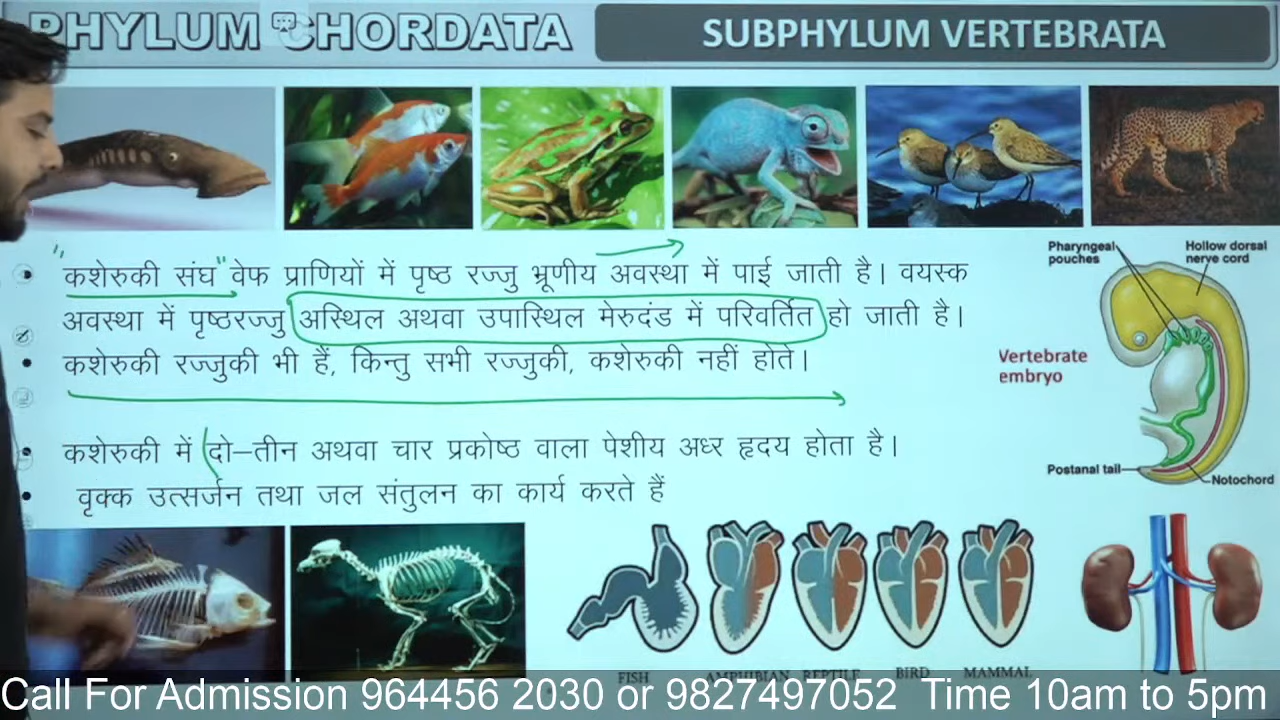 PHYLUM CHORDATA
SUBPHYLUM VERTEBRATA
"कशेरुकी संघ" वेफ प्राणियों में पृष्ठ रज्जु भ्रूणीय अवस्था में पाई जाती है। वयस्क
अवस्था में पृष्ठरज्जु अस्थिल अथवा उपास्थिल मेरुदंड में परिवर्तित हो जाती है।
कशेरुकी रज्जुकी भी हैं, किन्तु सभी रज्जुकी, कशेरुकी नहीं होते।
कशेरुकी में दो–तीन अथवा चार प्रकोष्ठ वाला पेशीय अध्र हृदय होता है।
वृक्क उत्सर्जन तथा जल संतुलन का कार्य करते हैं
Pharyngeal
pouches
Hollow dorsal
nerve cord
Vertebrate
embryo
Postanal tail
Notochord
FISH
AMPHIBIAN
REPTILE
BIRD
MAMMAL
Call For Admission 964456 2030 or 9827497052 Time 10am to 5pm